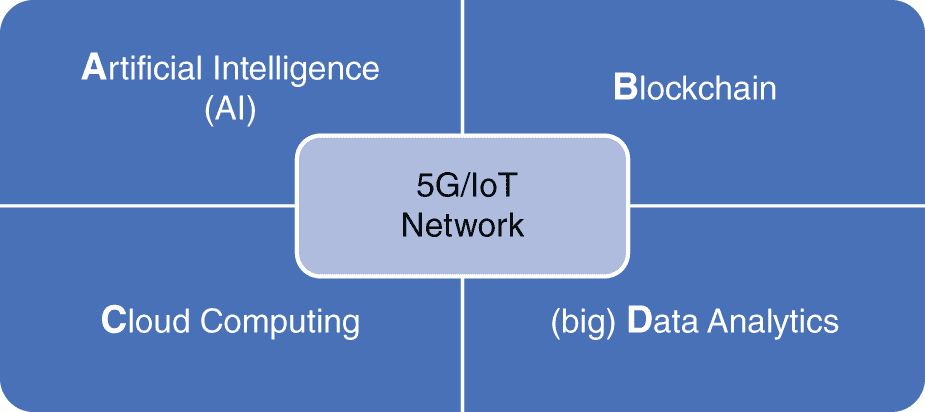 Artificial Intelligence
(AI)
Blockchain
5G/IoT
Network
Cloud Computing
(big) Data Analytics